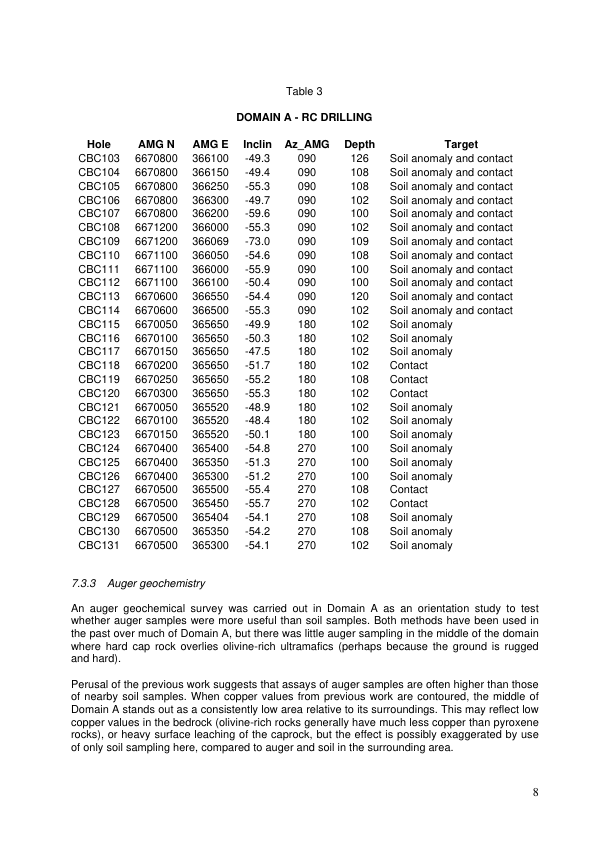 Table 3
DOMAIN A - RC DRILLING
Hole AMG N AMG E Inclin Az_AMG Depth Target
CBC103 6670800 366100 -49.3 090 126 Soil anomaly and contact
CBC104 6670800 366150 -49.4 090 108 Soil anomaly and contact
CBC105 6670800 366250 -55.3 090 108 Soil anomaly and contact
CBC106 6670800 366300 -49.7 090 102 Soil anomaly and contact
CBC107 6670800 366200 -59.6 090 100 Soil anomaly and contact
CBC108 6671200 366000 -55.3 090 102 Soil anomaly and contact
CBC109 6671200 366069 -73.0 090 109 Soil anomaly and contact
CBC110 6671100 366050 -54.6 090 108 Soil anomaly and contact
CBC111 6671100 366000 -55.9 090 100 Soil anomaly and contact
CBC112 6671100 366100 -50.4 090 100 Soil anomaly and contact
CBC113 6670600 366550 -54.4 090 120 Soil anomaly and contact
CBC114 6670600 366500 -55.3 090 102 Soil anomaly and contact
CBC115 6670050 365650 -49.9 180 102 Soil anomaly
CBC116 6670100 365650 -50.3 180 102 Soil anomaly
CBC117 6670150 365650 -47.5 180 102 Soil anomaly
CBC118 6670200 365650 -51.7 180 102 Contact
CBC119 6670250 365650 -55.2 180 108 Contact
CBC120 6670300 365650 -55.3 180 102 Contact
CBC121 6670050 365520 -48.9 180 102 Soil anomaly
CBC122 6670100 365520 -48.4 180 102 Soil anomaly
CBC123 6670150 365520 -50.1 180 100 Soil anomaly
CBC124 6670400 365400 -54.8 270 100 Soil anomaly
CBC125 6670400 365350 -51.3 270 100 Soil anomaly
CBC126 6670400 365300 -51.2 270 100 Soil anomaly
CBC127 6670500 365500 -55.4 270 108 Contact
CBC128 6670500 365450 -55.7 270 102 Contact
CBC129 6670500 365404 -54.1 270 108 Soil anomaly
CBC130 6670500 365350 -54.2 270 108 Soil anomaly
CBC131 6670500 365300 -54.1 270 102 Soil anomaly
7.3.3 Auger geochemistry
An auger geochemical survey was carried out in Domain A as an orientation study to test
whether auger samples were more useful than soil samples. Both methods have been used in
the past over much of Domain A, but there was little auger sampling in the middle of the domain
where hard cap rock overlies olivine-rich ultramafics (perhaps because the ground is rugged
and hard).
Perusal of the previous work suggests that assays of auger samples are often higher than those
of nearby soil samples. When copper values from previous work are contoured, the middle of
Domain A stands out as a consistently low area relative to its surroundings. This may reflect low
copper values in the bedrock (olivine-rich rocks generally have much less copper than pyroxene
rocks), or heavy surface leaching of the caprock, but the effect is possibly exaggerated by use
of only soil sampling here, compared to auger and soil in the surrounding area.
8